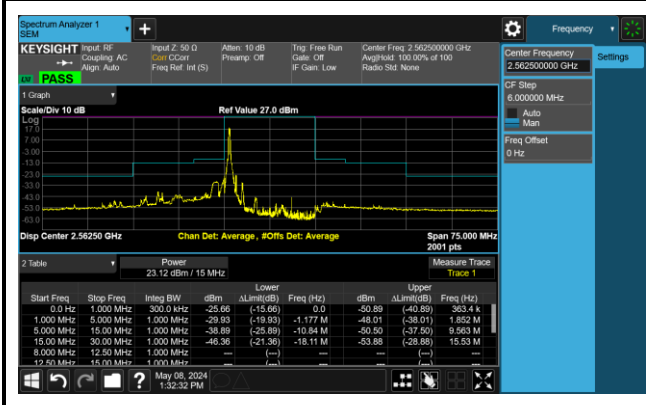 Spectrum Analyzer 1
SEM
+
Frequency
KEYSIGHT
Input: RF
Coupling: AC
Align: Auto
Input Z: 50 Ω
Corr CCorr
Freq Ref: Int (S)
Atten: 10 dB
Preamp: Off
Trig: Free Run
Gate: Off
IF Gain: Low
Center Freq: 2.562500000 GHz
Avg|Hold: 100.00% of 100
Radio Std: None
PASS
Center Frequency
2.562500000 GHz
Settings
CF Step
6.000000 MHz
Auto
Man
Freq Offset
0 Hz
1 Graph
Scale/Div 10 dB
Ref Value 27.0 dBm
Log
17.0
7.00
-3.00
-13.0
-23.0
-33.0
-43.0
-53.0
-63.0
Disp Center 2.56250 GHz
Chan Det: Average , #Offs Det: Average
Span 75.000 MHz
2001 pts
2 Table
Power
23.12 dBm / 15 MHz
Measure Trace
Trace 1
Lower Upper
Start Freq Stop Freq Integ BW dBm ΔLimit(dB) Freq (Hz) dBm ΔLimit(dB) Freq (Hz)
0.0 Hz 1.000 MHz 300.0 kHz -25.66 (-15.66) 0.0 -50.89 (-40.89) 363.4 k
1.000 MHz 5.000 MHz 1.000 MHz -29.93 (-19.93) -1.177 M -48.01 (-38.01) 1.852 M
5.000 MHz 15.00 MHz 1.000 MHz -38.89 (-25.89) -10.84 M -50.50 (-37.50) 9.563 M
15.00 MHz 30.00 MHz 1.000 MHz -46.36 (-21.36) -18.11 M -53.88 (-28.88) 15.53 M
8.000 MHz 12.50 MHz 1.000 MHz --- (---) --- --- (---) ---
12.50 MHz 15.00 MHz 1.000 MHz --- (---) --- --- (---) ---
?
May 08, 2024
1:32:32 PM